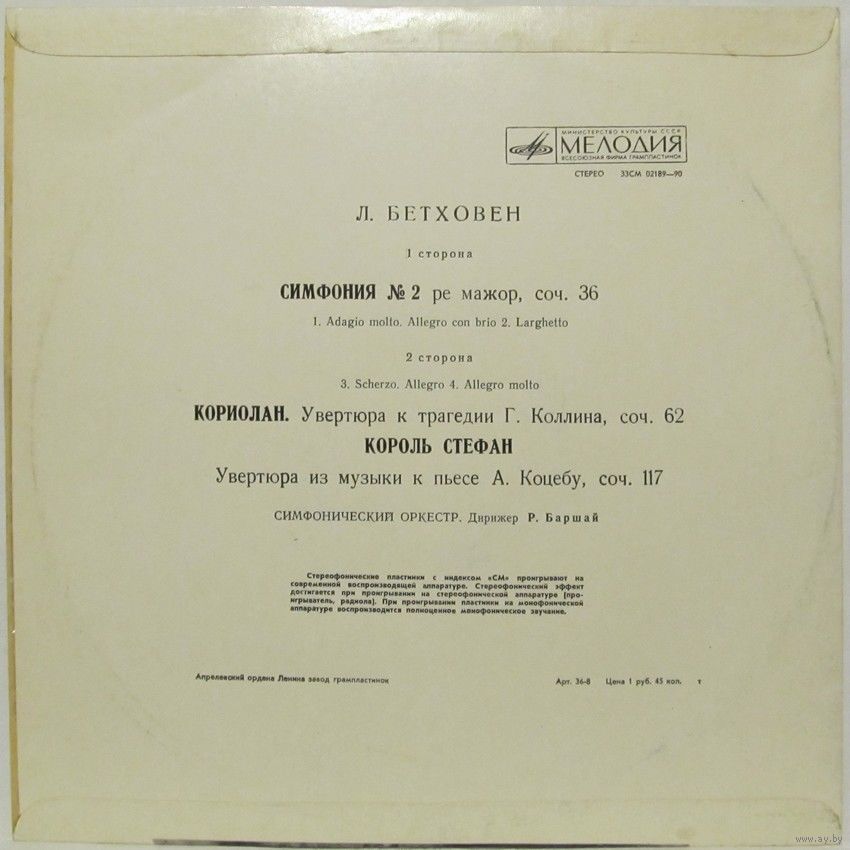 МИНИСТЕРСТВО КУЛЬТУРЫ СССР
МЕЛОДИЯ
ВСЕСОЮЗНАЯ ФИРМА ГРАМПЛАСТИНОК
СТЕРЕО 33СМ 02189—90
Л. БЕТХОВЕН
1 сторона
СИМФОНИЯ № 2 ре мажор, соч. 36
1. Adagio molto. Allegro con brio 2. Larghetto
2 сторона
3. Scherzo. Allegro 4. Allegro molto
КОРИОЛАН. Увертюра к трагедии Г. Коллина, соч. 62
КОРОЛЬ СТЕФАН
Увертюра из музыки к пьесе А. Коцебу, соч. 117
СИМФОНИЧЕСКИЙ ОРКЕСТР. Дирижер Р. Баршай
Стереофонические пластинки с индексом «СМ» проигрывают на
современной воспроизводящей аппаратуре. Стереофонический эффект
достигается при проигрывании на стереофонической аппаратуре (про-
игрыватель, радиола). При проигрывании пластинки на монофонической
аппаратуре воспроизводится полноценное монофоническое звучание.
Апрелевский ордена Ленина завод грампластинок
Арт. 36-8 Цена 1 руб. 45 коп. т
www.ay.by